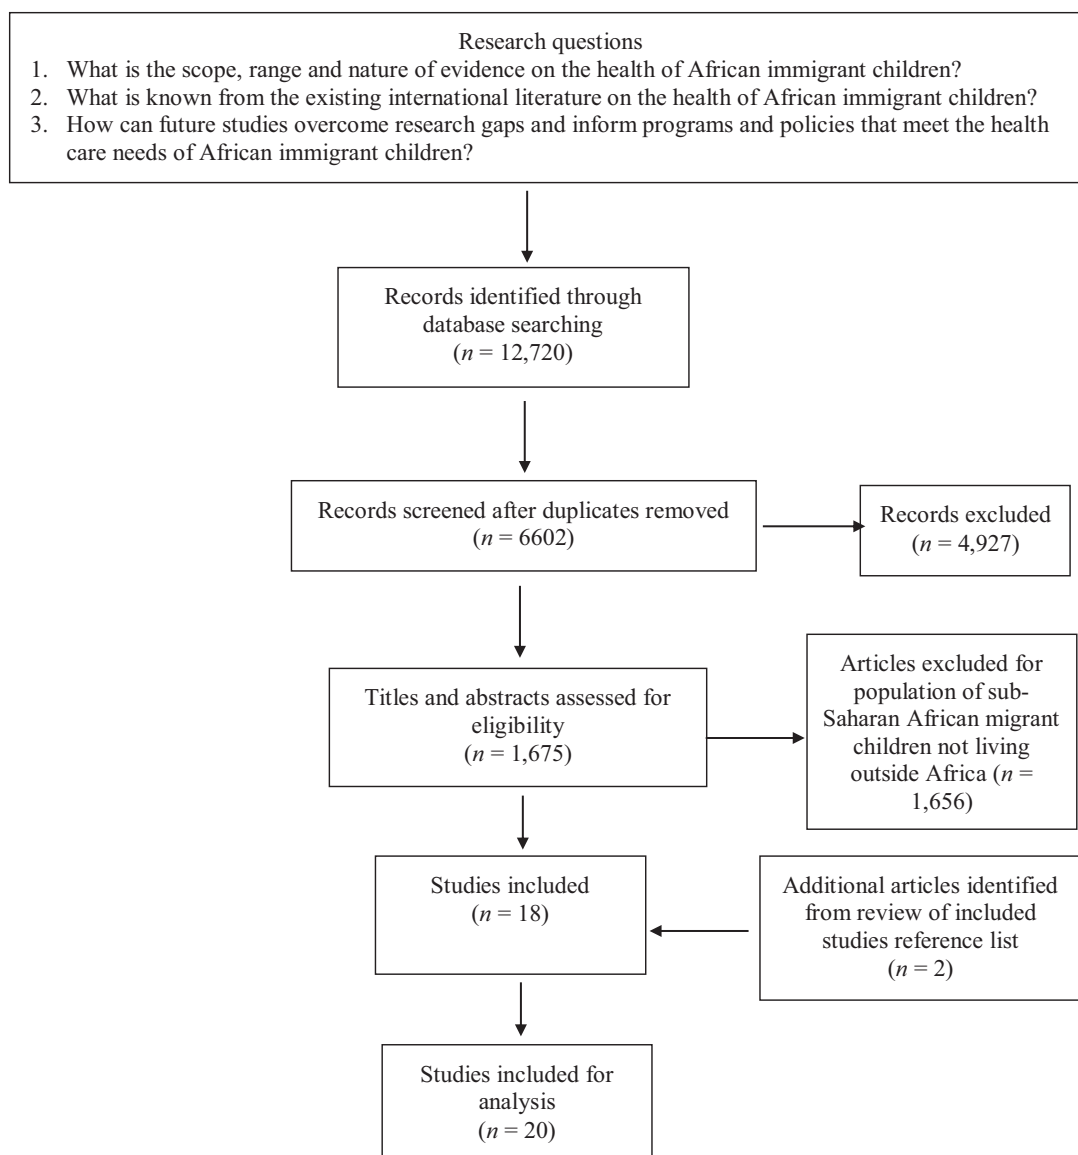 Research questions
1. What is the scope, range and nature of evidence on the health of African immigrant children?
2. What is known from the existing international literature on the health of African immigrant children?
3. How can future studies overcome research gaps and inform programs and policies that meet the health
care needs of African immigrant children?
Records identified through
database searching
(n = 12,720)
Records screened after duplicates removed
(n = 6602)
Records excluded
(n = 4,927)
Titles and abstracts assessed for
eligibility
(n = 1,675)
Articles excluded for
population of sub-
Saharan African migrant
children not living
outside Africa (n =
1,656)
Studies included
(n = 18)
Additional articles identified
from review of included
studies reference list
(n = 2)
Studies included for
analysis
(n = 20)